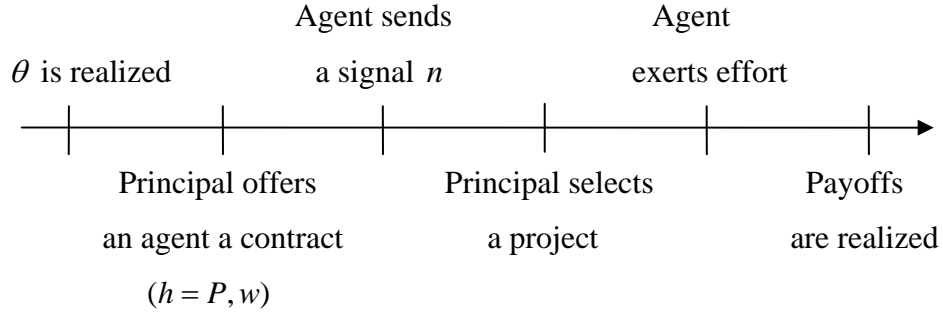 θ is realized
Principal offers
an agent a contract
(h = P, w)
Agent sends
a signal n
Principal selects
a project
Agent
exerts effort
Payoffs
are realized